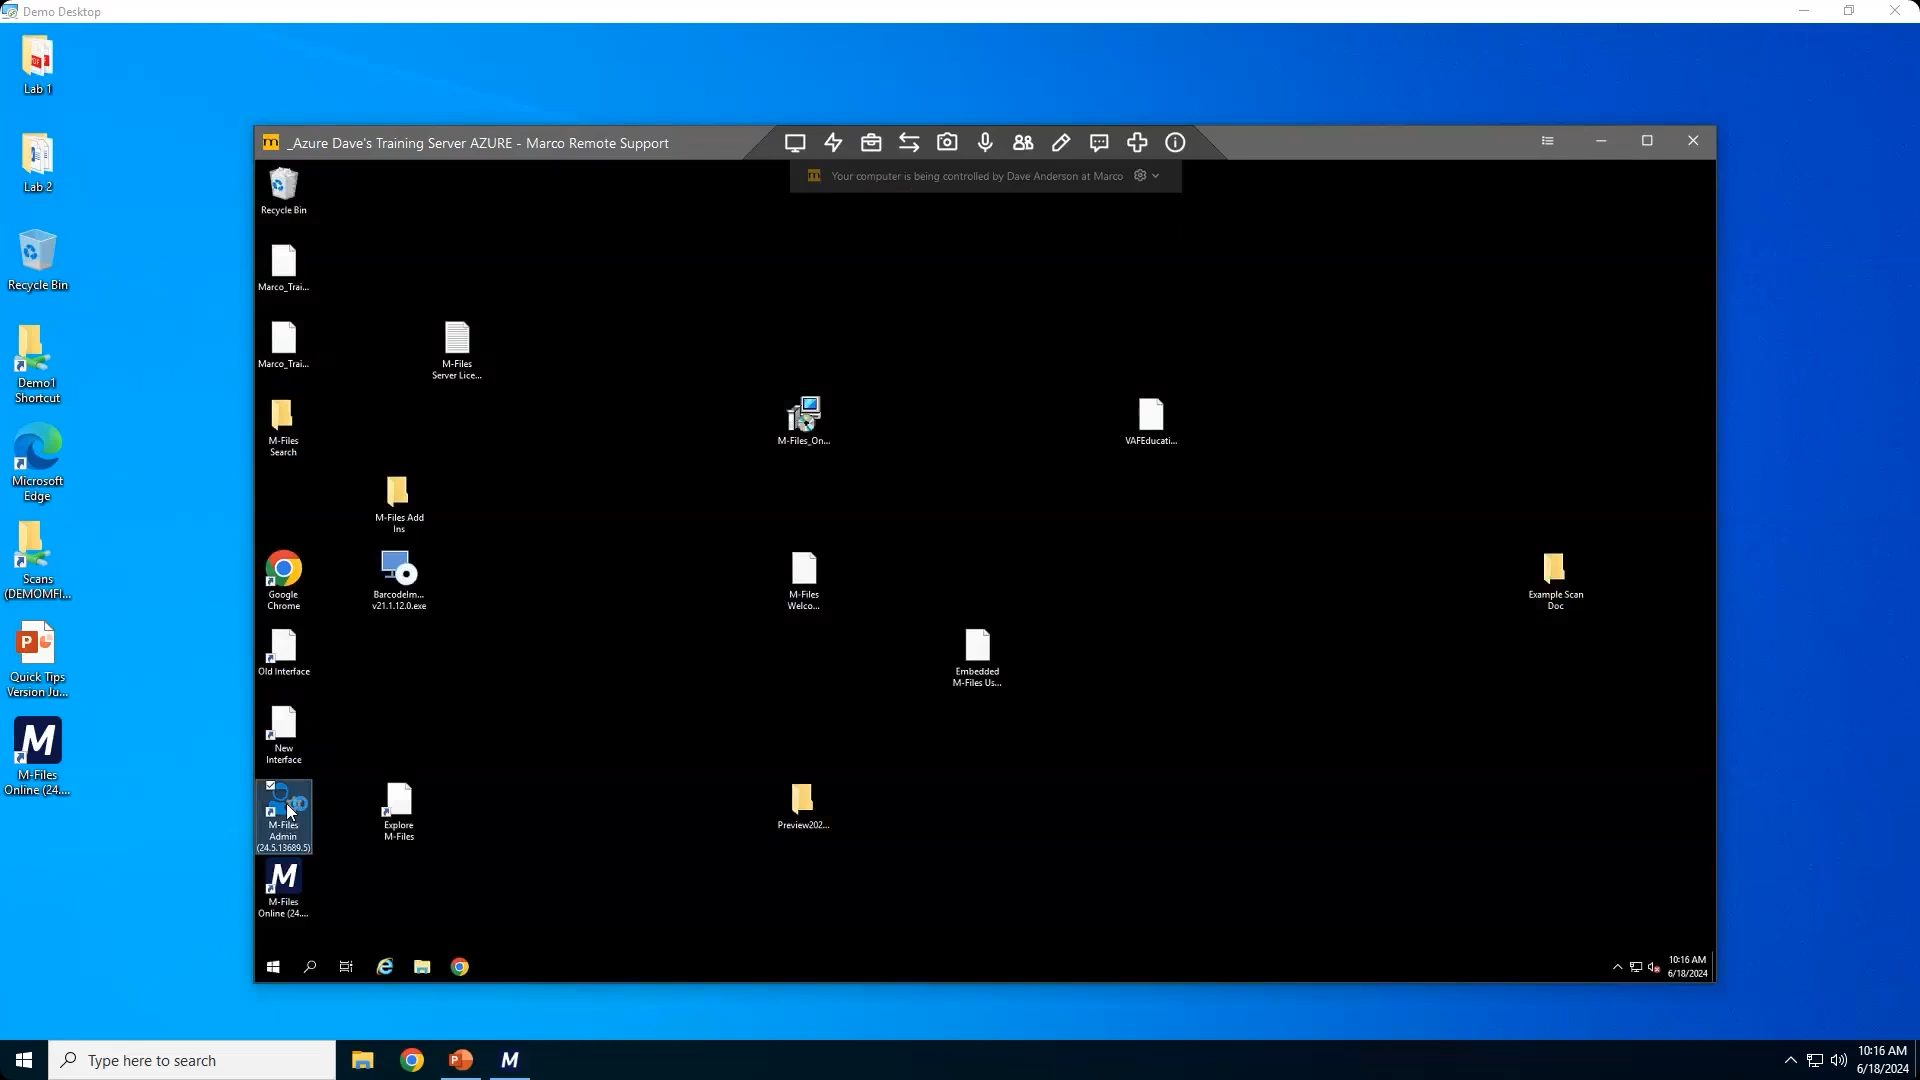 Demo Desktop
Lab 1
Lab 2
Recycle Bin
Demo1
Shortcut
Microsoft
Edge
Scans
(DEMOMFI...
Quick Tips
Version Ju...
M-Files
Online (24....
_Azure Dave's Training Server AZURE - Marco Remote Support
Your computer is being controlled by Dave Anderson at Marco
Recycle Bin
Marco_Trai...
Marco_Trai...
M-Files
Server Lice...
M-Files
Search
M-Files_On...
VAFEducati...
M-Files Add
Ins
Google
Chrome
BarcodeIm...
v21.1.12.0.exe
M-Files
Welco...
Example Scan
Doc
Old Interface
Embedded
M-Files Us...
New
Interface
M-Files
Admin
(24.5.13689.5)
Explore
M-Files
Preview202...
M-Files
Online (24....
10:16 AM
6/18/2024
Type here to search
10:16 AM
6/18/2024